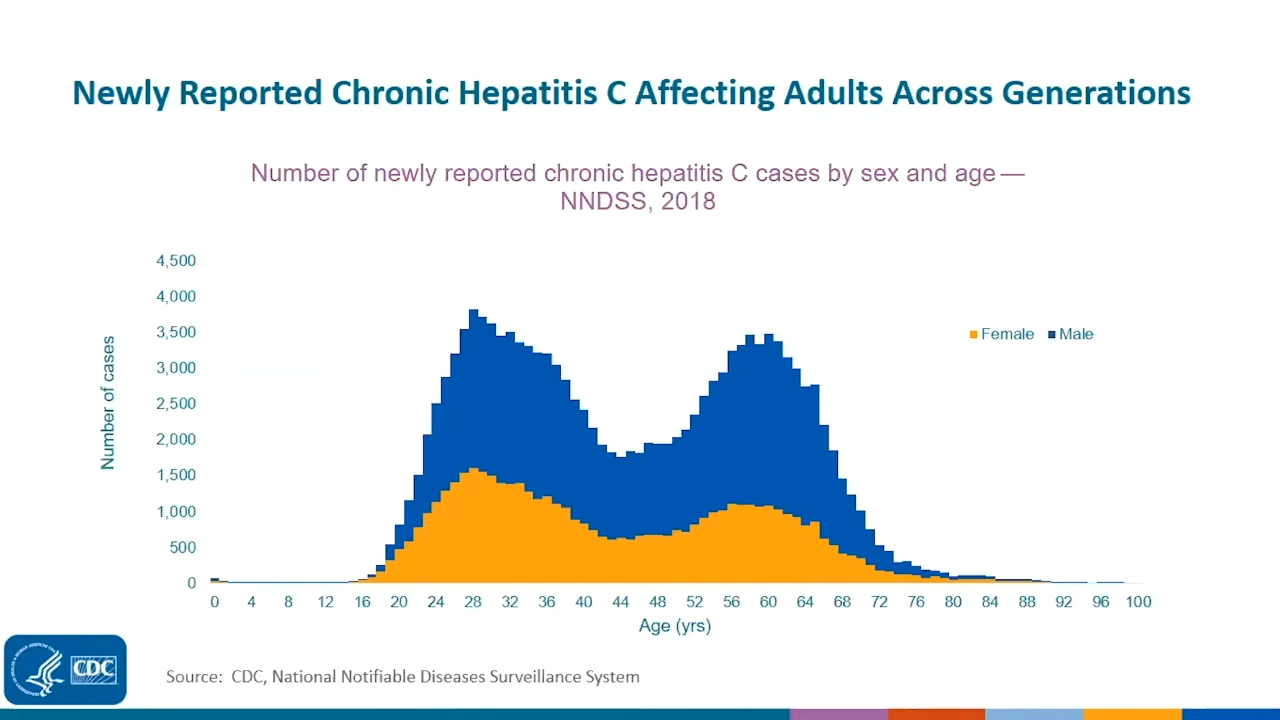 Newly Reported Chronic Hepatitis C Affecting Adults Across Generations
Number of newly reported chronic hepatitis C cases by sex and age —
NNDSS, 2018
4,500
4,000
3,500
3,000
2,500
2,000
1,500
1,000
500
0
Number of cases
Female Male
0 4 8 12 16 20 24 28 32 36 40 44 48 52 56 60 64 68 72 76 80 84 88 92 96 100
Age (yrs)
CDC
Source: CDC, National Notifiable Diseases Surveillance System